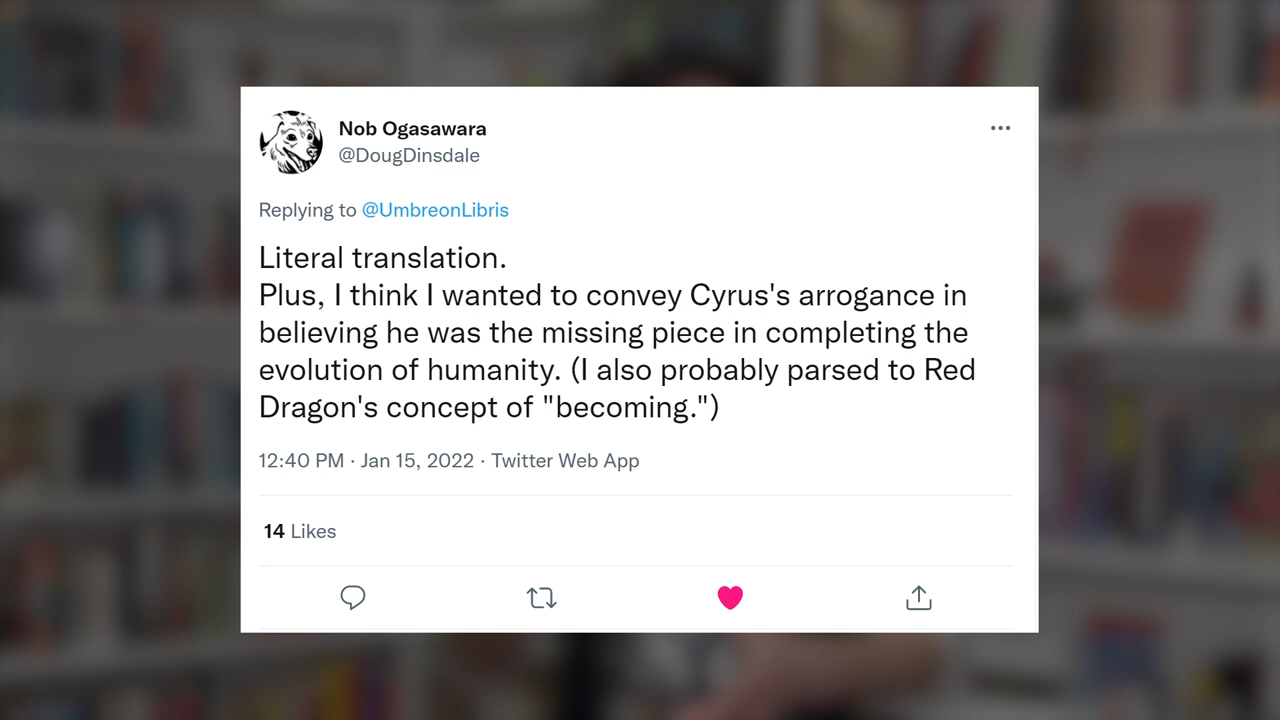 Nob Ogasawara
@DougDinsdale
Replying to @UmbreonLibris
Literal translation.
Plus, I think I wanted to convey Cyrus's arrogance in
believing he was the missing piece in completing the
evolution of humanity. (I also probably parsed to Red
Dragon's concept of "becoming.")
12:40 PM · Jan 15, 2022 · Twitter Web App
14 Likes